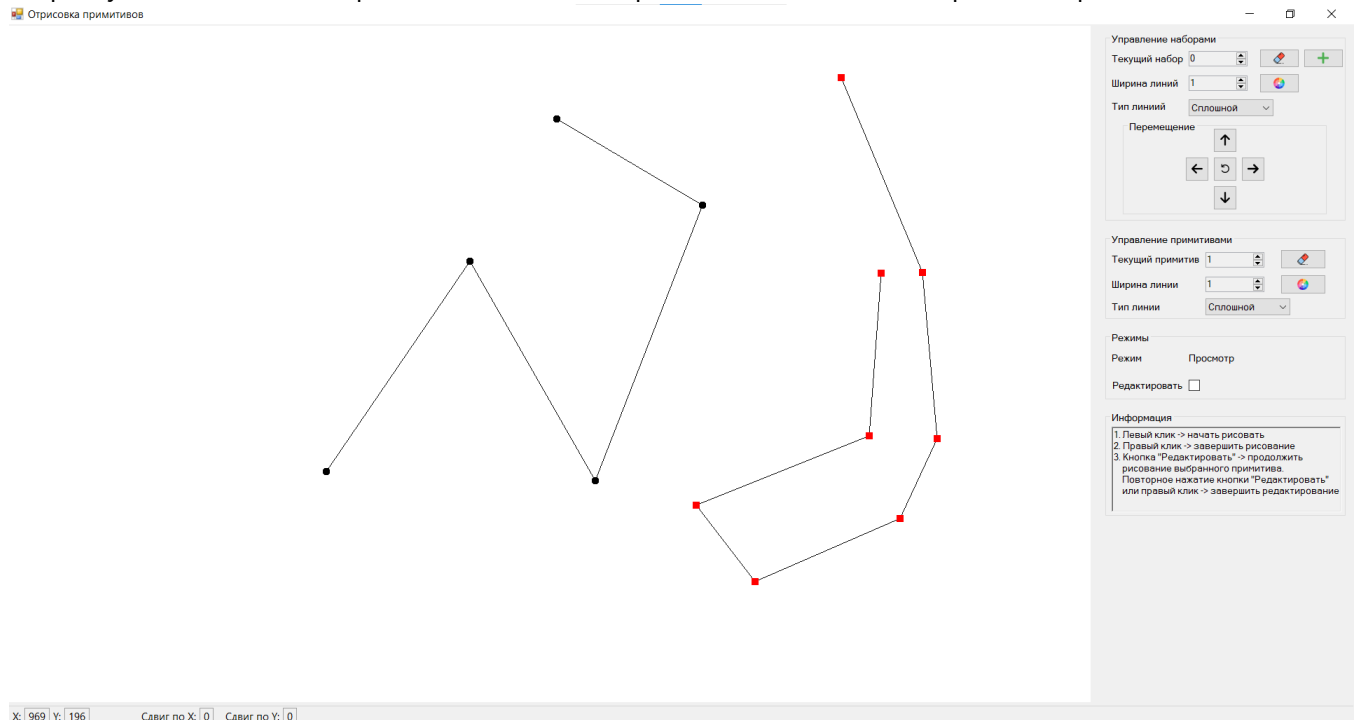 Отрисовка примитивов
Управление наборами
Текущий набор 0
Ширина линий 1
Тип линиий Сплошной
Перемещение
Управление примитивами
Текущий примитив 1
Ширина линии 1
Тип линии Сплошной
Режимы
Режим Просмотр
Редактировать
Информация
1. Левый клик -> начать рисовать
2. Правый клик -> завершить рисование
3. Кнопка "Редактировать" -> продолжить
рисование выбранного примитива.
Повторное нажатие кнопки "Редактировать"
или правый клик -> завершить редактирование
X: 969 Y: 196 Сдвиг по X: 0 Сдвиг по Y: 0